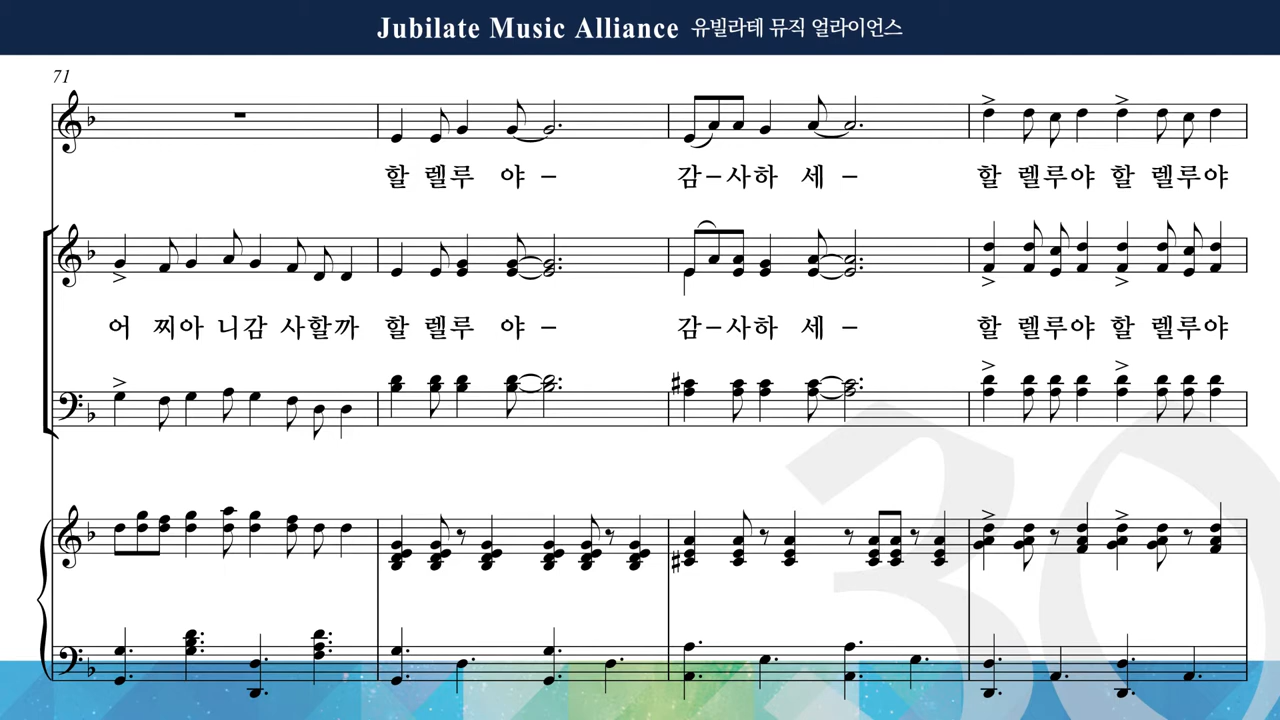 Jubilate Music Alliance 유빌라테 뮤직 얼라이언스
71
할 렐루 야 – 감–사하 세 – 할 렐루야 할 렐루야
어 찌아 니감 사할까 할 렐루 야– 감–사하 세 – 할 렐루야 할 렐루야
30